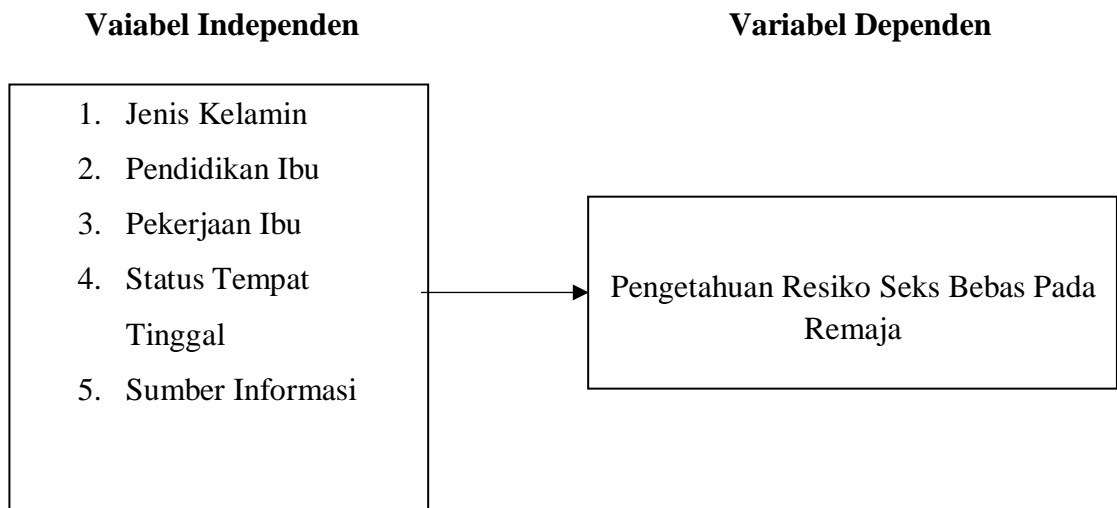 Vaiabel Independen
Variabel Dependen
1. Jenis Kelamin
2. Pendidikan Ibu
3. Pekerjaan Ibu
4. Status Tempat
Tinggal
5. Sumber Informasi
Pengetahuan Resiko Seks Bebas Pada
Remaja